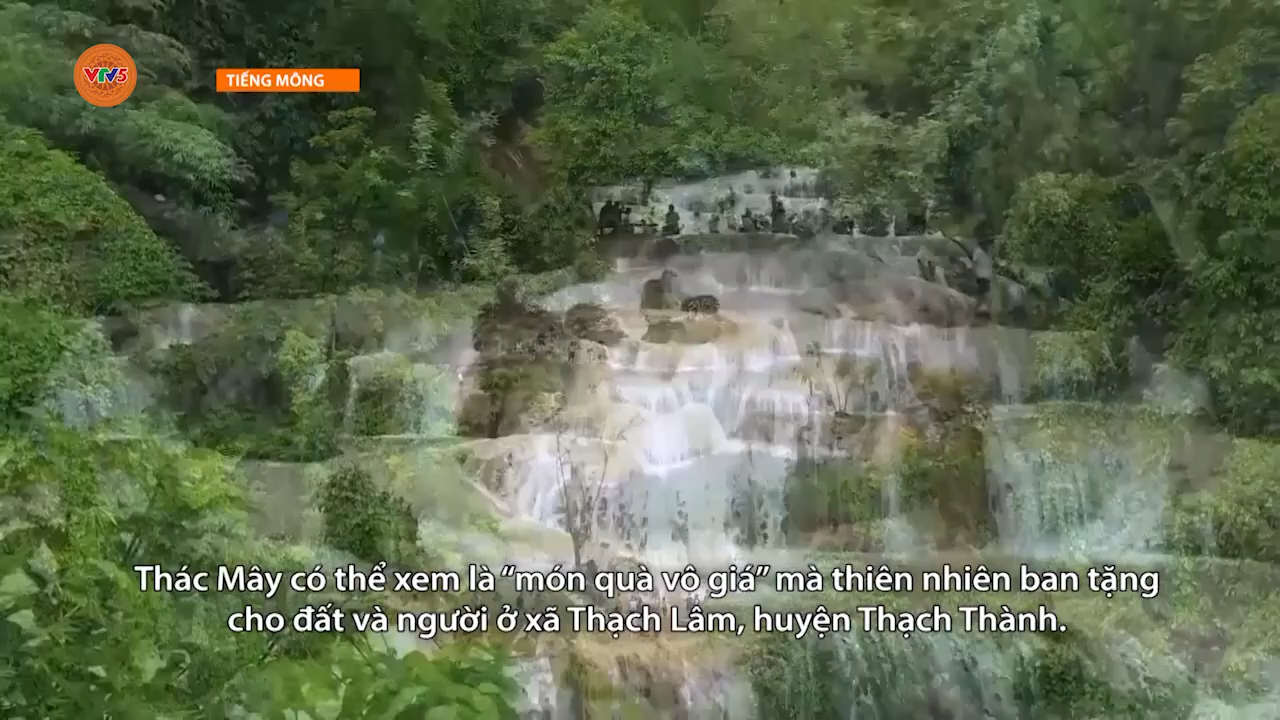 VTV5
TIẾNG MÔNG
Thác Mây có thể xem là “món quà vô giá” mà thiên nhiên ban tặng
cho đất và người ở xã Thạch Lâm, huyện Thạch Thành.